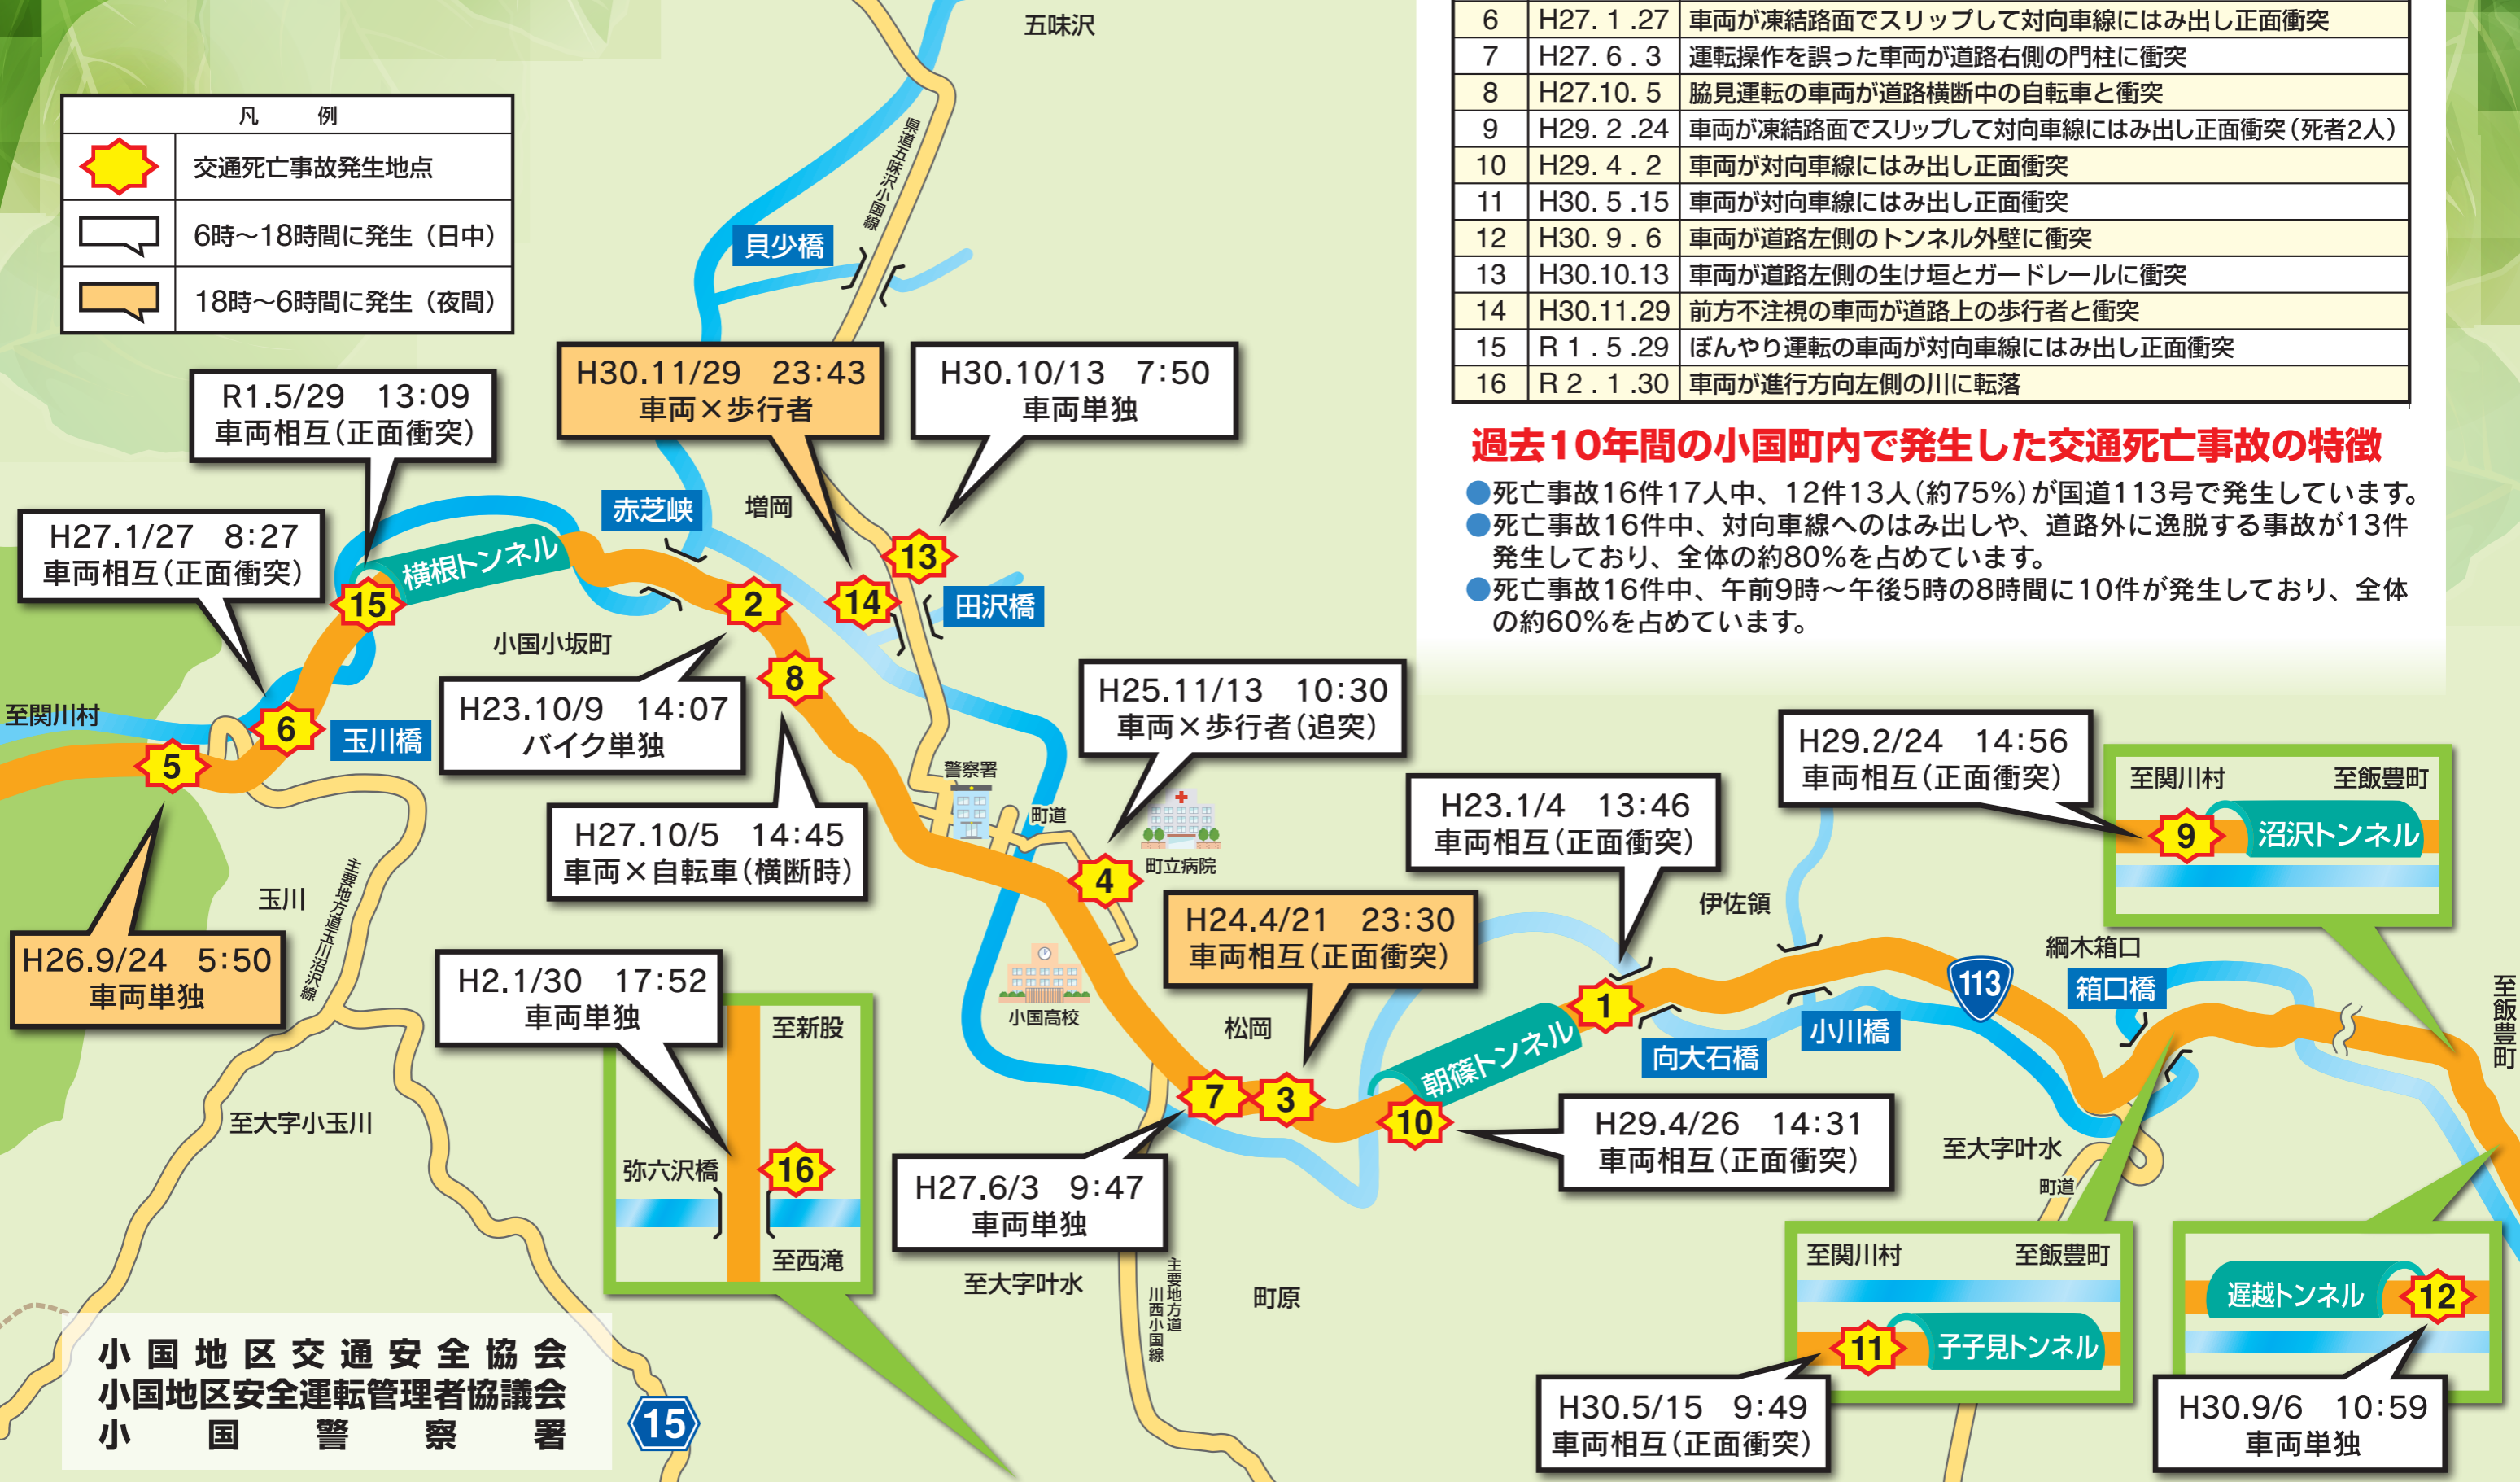 五味沢
凡　例
交通死亡事故発生地点
6時～18時間に発生（日中）
18時～6時間に発生（夜間）
6 H27. 1 .27 車両が凍結路面でスリップして対向車線にはみ出し正面衝突
7 H27. 6 . 3 運転操作を誤った車両が道路右側の門柱に衝突
8 H27.10. 5 脇見運転の車両が道路横断中の自転車と衝突
9 H29. 2 .24 車両が凍結路面でスリップして対向車線にはみ出し正面衝突（死者2人）
10 H29. 4 . 2 車両が対向車線にはみ出し正面衝突
11 H30. 5 .15 車両が対向車線にはみ出し正面衝突
12 H30. 9 . 6 車両が道路左側のトンネル外壁に衝突
13 H30.10.13 車両が道路左側の生け垣とガードレールに衝突
14 H30.11.29 前方不注視の車両が道路上の歩行者と衝突
15 R 1 . 5 .29 ぼんやり運転の車両が対向車線にはみ出し正面衝突
16 R 2 . 1 .30 車両が進行方向左側の川に転落
過去10年間の小国町内で発生した交通死亡事故の特徴
●死亡事故16件17人中、12件13人（約75%）が国道113号で発生しています。
●死亡事故16件中、対向車線へのはみ出しや、道路外に逸脱する事故が13件
発生しており、全体の約80%を占めています。
●死亡事故16件中、午前9時～午後5時の8時間に10件が発生しており、全体
の約60%を占めています。
県道五味沢小国線
貝少橋
R1.5/29 13:09
車両相互（正面衝突）
H30.11/29 23:43
車両×歩行者
H30.10/13 7:50
車両単独
H27.1/27 8:27
車両相互（正面衝突）
赤芝峡
増岡
横根トンネル
13
15
2
14
田沢橋
小国小坂町
8
H23.10/9 14:07
バイク単独
H25.11/13 10:30
車両×歩行者（追突）
至関川村
6
玉川橋
5
警察署
町道
町立病院
H27.10/5 14:45
車両×自転車（横断時）
4
H23.1/4 13:46
車両相互（正面衝突）
H29.2/24 14:56
車両相互（正面衝突）
至関川村 至飯豊町
9
沼沢トンネル
玉川
主要地方道玉川沼沢線
H26.9/24 5:50
車両単独
H2.1/30 17:52
車両単独
H24.4/21 23:30
車両相互（正面衝突）
伊佐領
綱木箱口
箱口橋
113
至飯豊町
小国高校
松岡
1
小川橋
向大石橋
朝篠トンネル
7
3
10
至新股
弥六沢橋
16
至西滝
至大字小玉川
H27.6/3 9:47
車両単独
H29.4/26 14:31
車両相互（正面衝突）
至大字叶水
町道
至大字叶水
主要地方道
川西小国線
町原
至関川村 至飯豊町
11
子子見トンネル
遅越トンネル
12
H30.5/15 9:49
車両相互（正面衝突）
H30.9/6 10:59
車両単独
小国地区交通安全協会
小国地区安全運転管理者協議会
小国警察署
15